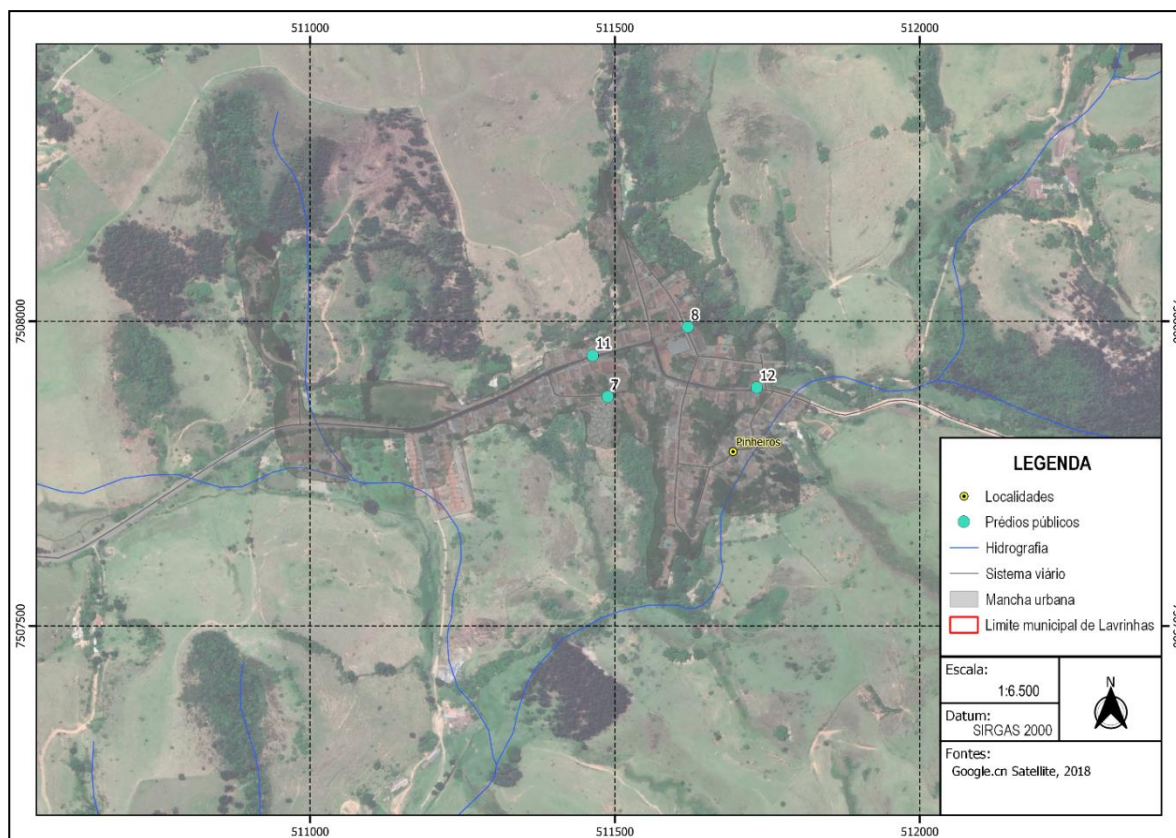 511000
511500
512000
7508000
7508000
8
11
12
7
Pinheiros
7507500
7507500
LEGENDA
Localidades
Prédios públicos
Hidrografia
Sistema viário
Mancha urbana
Limite municipal de Lavrinhas
Escala:
1:6.500
N
Datum:
SIRGAS 2000
Fontes:
Google.cn Satellite, 2018
511000
511500
512000